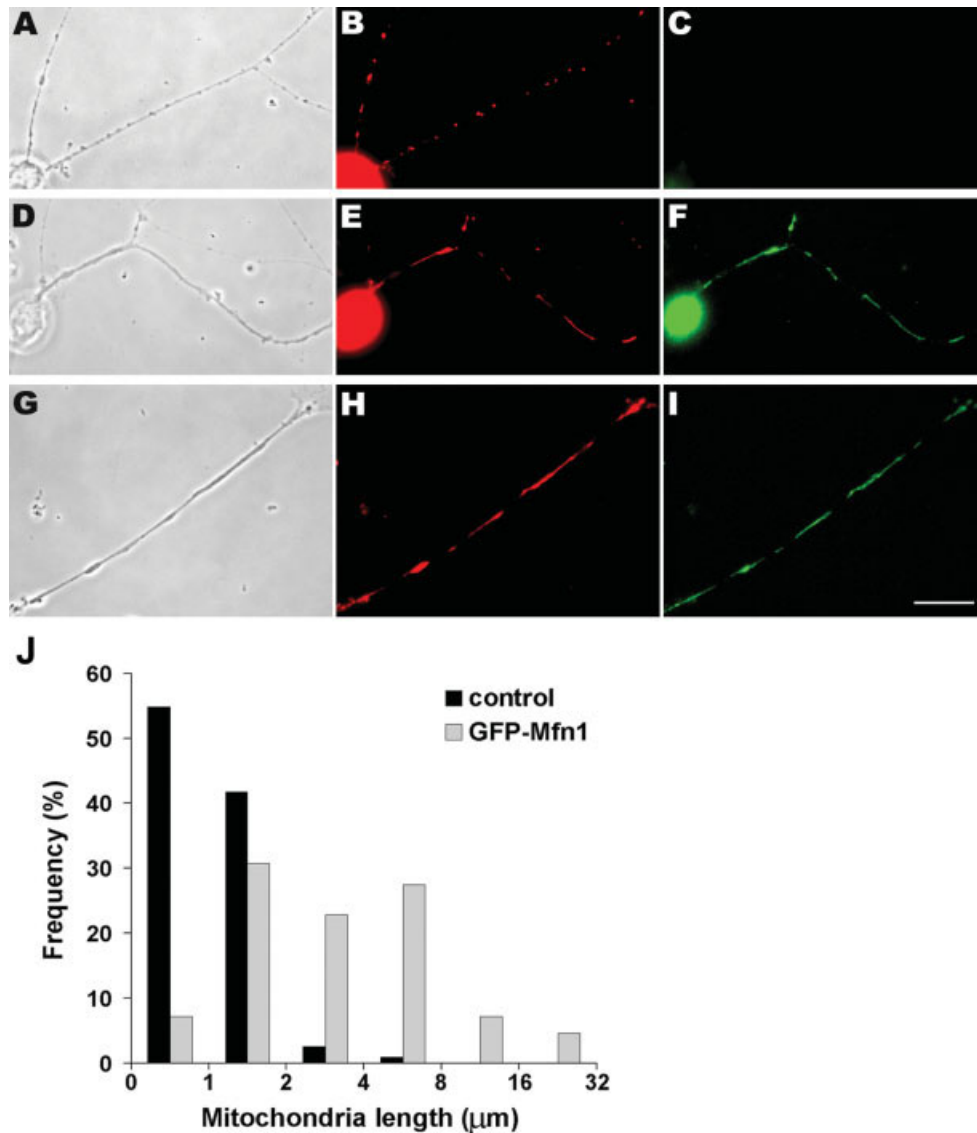 A B C
D E F
G H I
J
60
50
40
30
20
10
0
Frequency (%)
control
GFP-Mfn1
0 1 2 4 8 16 32
Mitochondria length (μm)